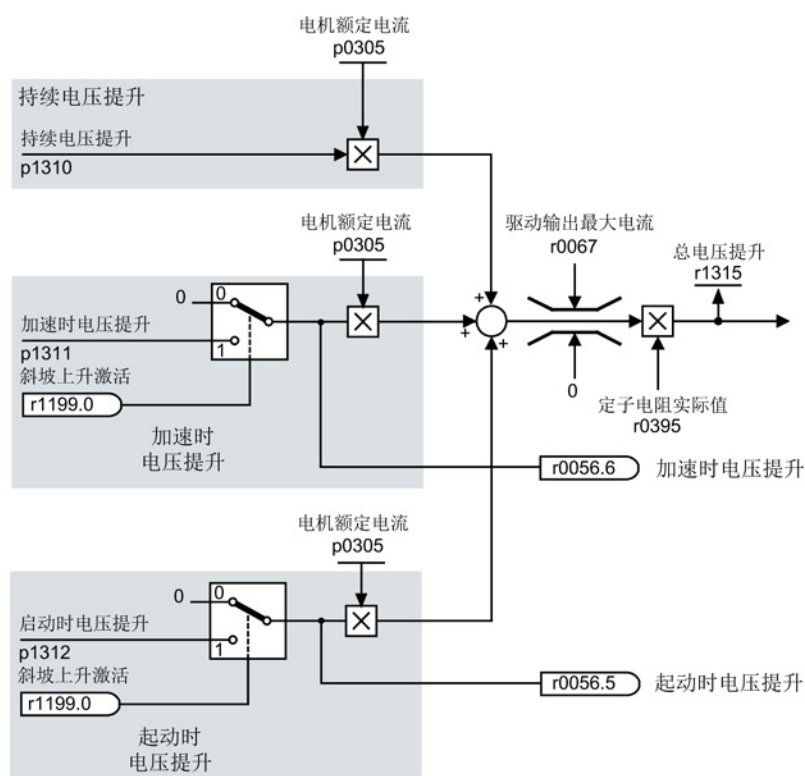 电机额定电流
p0305
持续电压提升
持续电压提升
p1310
电机额定电流
p0305
驱动输出最大电流
r0067
总电压提升
r1315
0
0
加速时电压提升
p1311
1
斜坡上升激活
r1199.0
加速时
电压提升
+
+
+
0
定子电阻实际值
r0395
r0056.6
加速时电压提升
电机额定电流
p0305
0
0
启动时电压提升
p1312
1
斜坡上升激活
r1199.0
起动时
电压提升
r0056.5
起动时电压提升